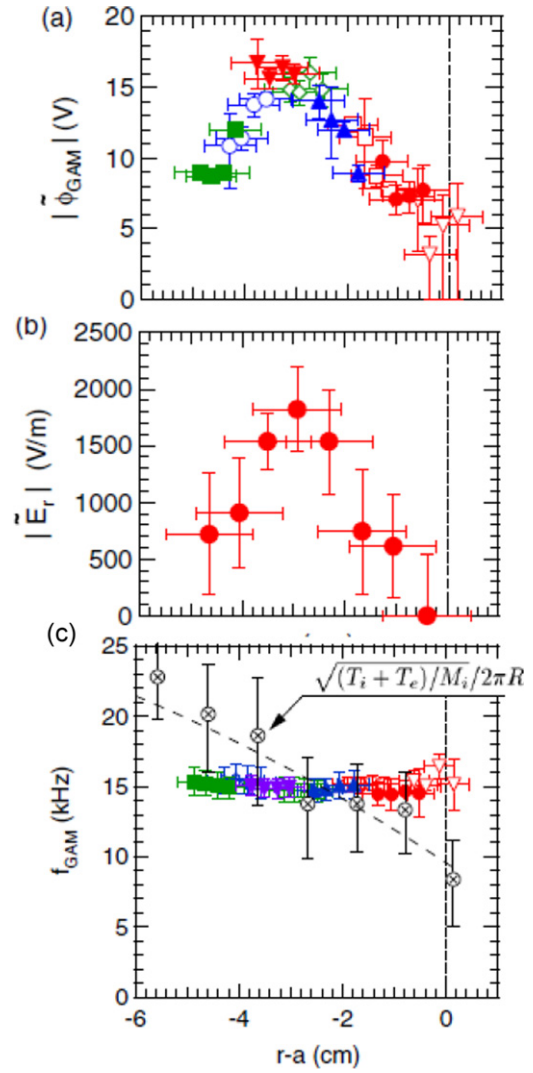 (a)
20
15
10
5
0
| φ̃GAM | (V)
(b)
2500
2000
1500
1000
500
0
| Ẽr | (V/m)
(c)
25
20
15
10
5
0
fGAM (kHz)
√(Ti + Te)/Mi/2πR
-6 -4 -2 0
r-a (cm)